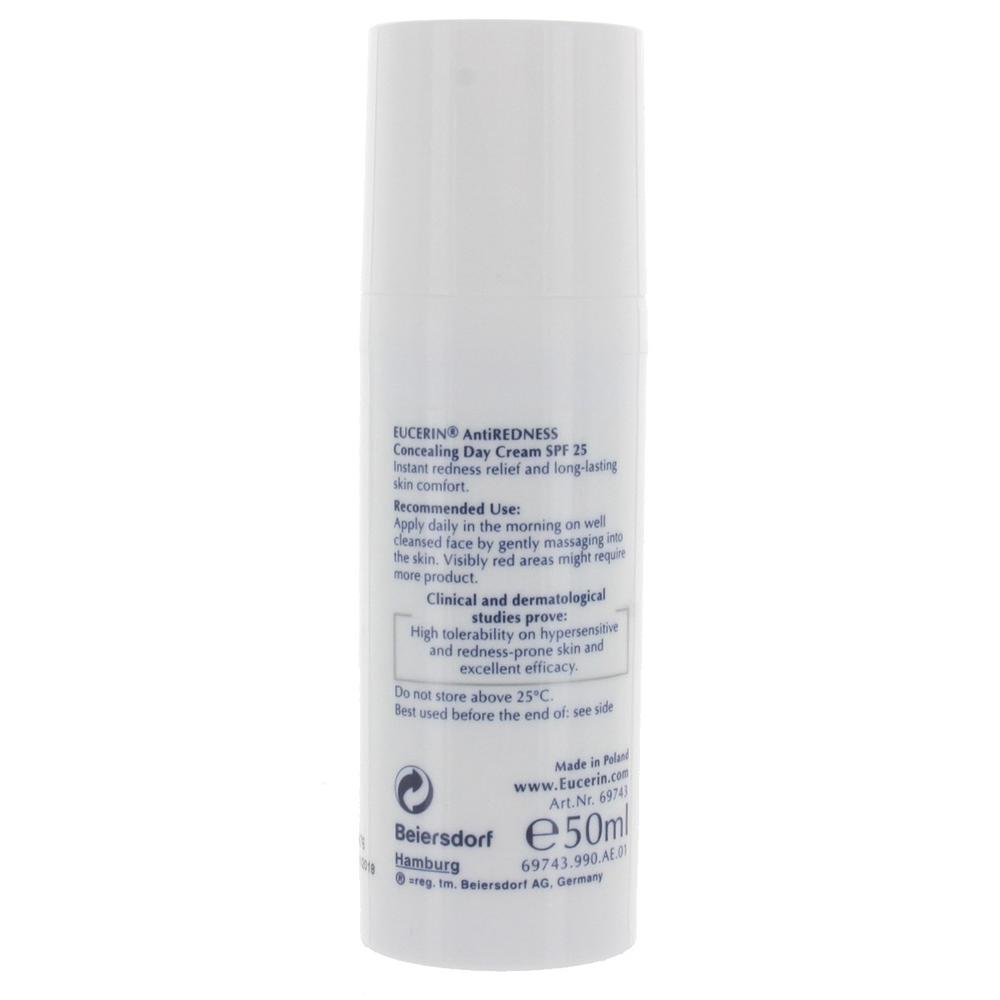 EUCERIN® AntiREDNESS
Concealing Day Cream SPF 25
Instant redness relief and long-lasting
skin comfort.
Recommended Use:
Apply daily in the morning on well
cleansed face by gently massaging into
the skin. Visibly red areas might require
more product.
Clinical and dermatological
studies prove:
High tolerability on hypersensitive
and redness-prone skin and
excellent efficacy.
Do not store above 25°C.
Best used before the end of: see side
Made in Poland
www.Eucerin.com
Art.Nr. 69743
℮50ml
69743.990.AE.01
Beiersdorf
Hamburg
® =reg. tm. Beiersdorf AG, Germany
2018